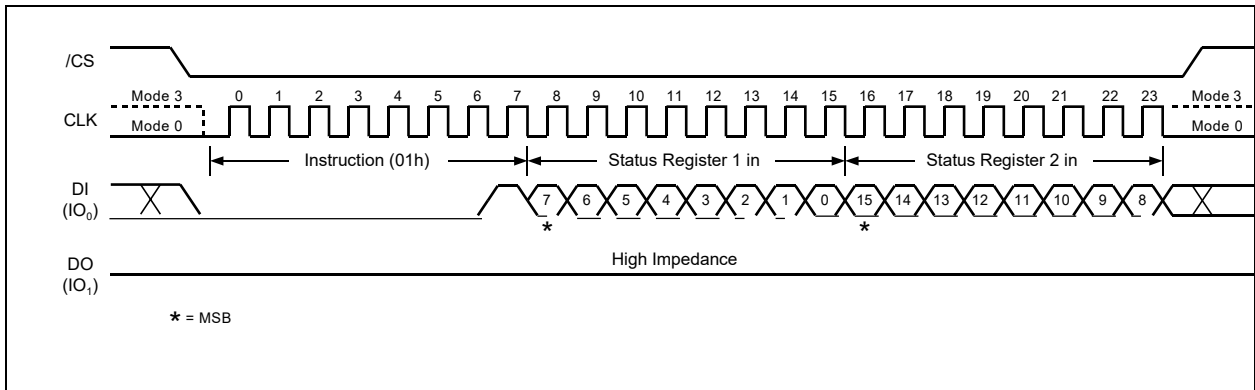 /CS
Mode 3 0 1 2 3 4 5 6 7 8 9 10 11 12 13 14 15 16 17 18 19 20 21 22 23 Mode 3
CLK
Mode 0 Mode 0
Instruction (01h) Status Register 1 in Status Register 2 in
DI
(IO₀)
7 6 5 4 3 2 1 0 15 14 13 12 11 10 9 8
* *
High Impedance
DO
(IO₁)
* = MSB